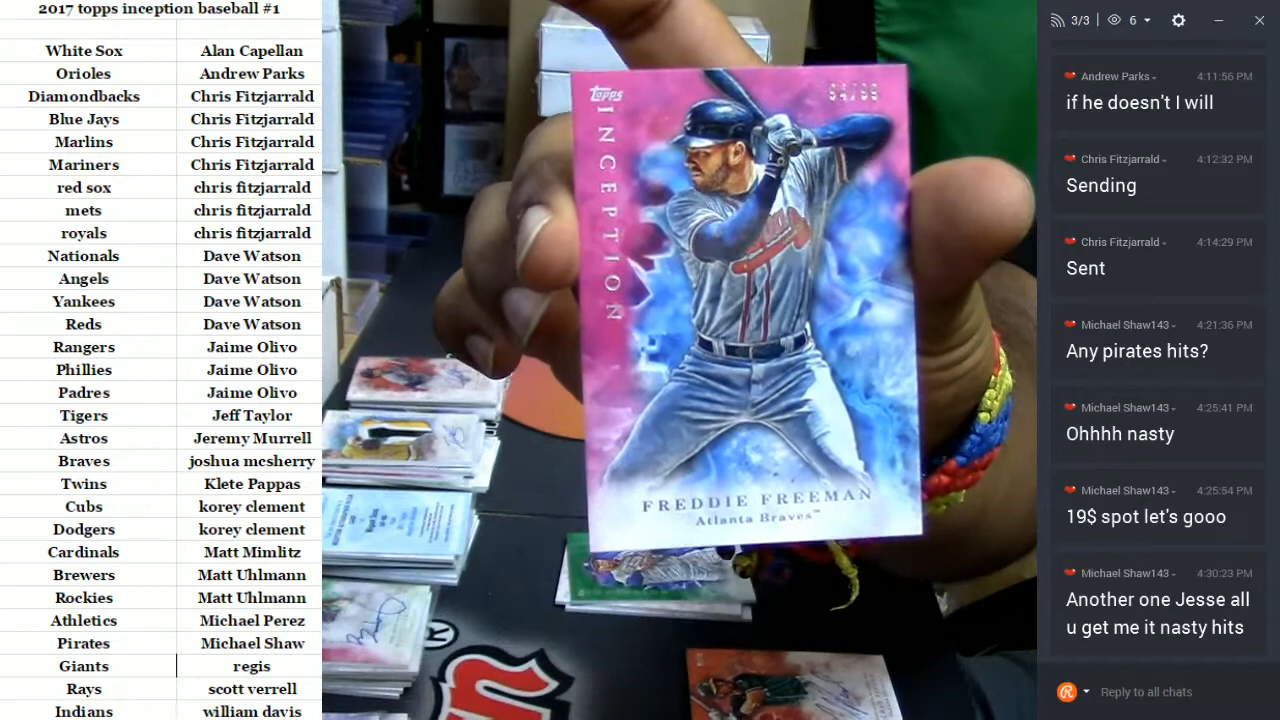 2017 topps inception baseball #1
White Sox Alan Capellan
Orioles Andrew Parks
Diamondbacks Chris Fitzjarrald
Blue Jays Chris Fitzjarrald
Marlins Chris Fitzjarrald
Mariners Chris Fitzjarrald
red sox chris fitzjarrald
mets chris fitzjarrald
royals chris fitzjarrald
Nationals Dave Watson
Angels Dave Watson
Yankees Dave Watson
Reds Dave Watson
Rangers Jaime Olivo
Phillies Jaime Olivo
Padres Jaime Olivo
Tigers Jeff Taylor
Astros Jeremy Murrell
Braves joshua mcsherry
Twins Klete Pappas
Cubs korey clement
Dodgers korey clement
Cardinals Matt Mimlitz
Brewers Matt Uhlmann
Rockies Matt Uhlmann
Athletics Michael Perez
Pirates Michael Shaw
Giants regis
Rays scott verrell
Indians william davis
Topps
INCEPTION
FREDDIE FREEMAN
Atlanta Braves™
3/3 6
Andrew Parks 4:11:56 PM
if he doesn't I will
Chris Fitzjarrald 4:12:32 PM
Sending
Chris Fitzjarrald 4:14:29 PM
Sent
Michael Shaw143 4:21:36 PM
Any pirates hits?
Michael Shaw143 4:25:41 PM
Ohhhh nasty
Michael Shaw143 4:25:54 PM
19$ spot let's gooo
Michael Shaw143 4:30:23 PM
Another one Jesse all
u get me it nasty hits
Reply to all chats